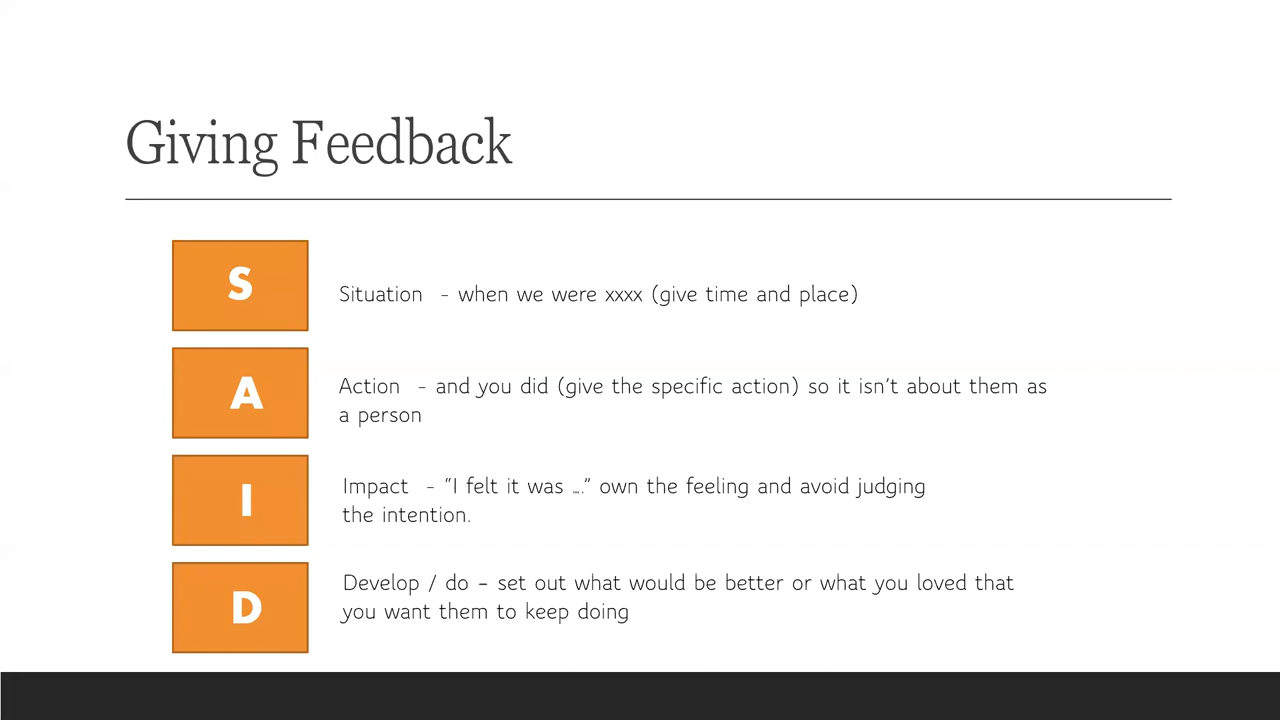 Giving Feedback
S
Situation - when we were xxxx (give time and place)
A
Action - and you did (give the specific action) so it isn't about them as
a person
I
Impact - “I felt it was ….” own the feeling and avoid judging
the intention.
D
Develop / do – set out what would be better or what you loved that
you want them to keep doing